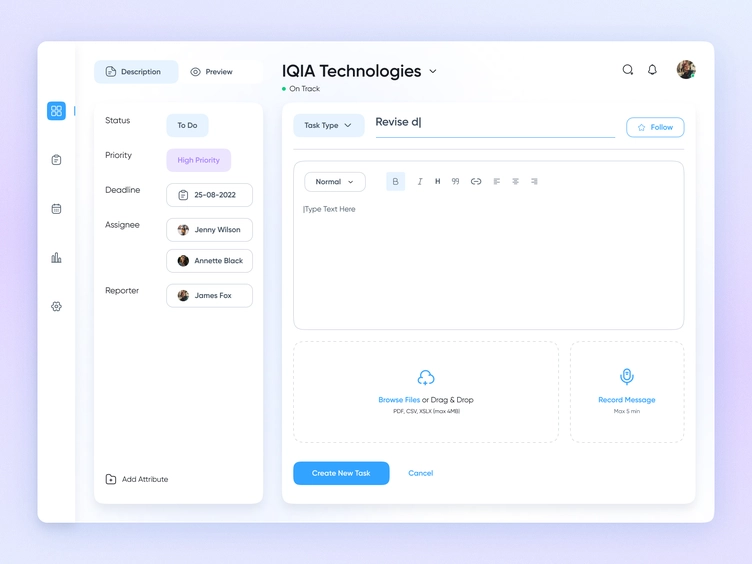 Description
Preview
IQIA Technologies
On Track
Status
To Do
Priority
High Priority
Deadline
25-08-2022
Assignee
Jenny Wilson
Annette Black
Reporter
James Fox
Add Attribute
Task Type
Revise d|
Follow
Normal
B I H 99
|Type Text Here
Browse Files or Drag & Drop
PDF, CSV, XSLX (max 4MB)
Record Message
Max 5 min
Create New Task
Cancel